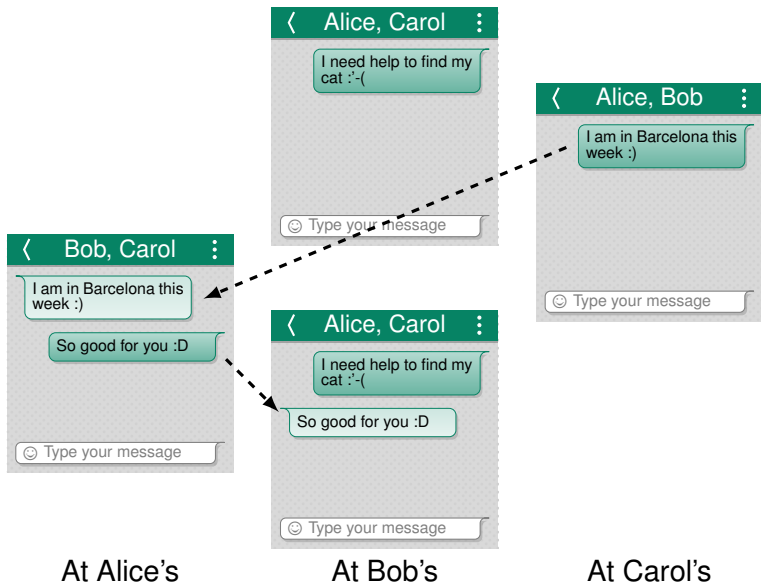 Alice, Carol
I need help to find my
cat :'-(
Type your message
Alice, Bob
I am in Barcelona this
week :)
Type your message
Bob, Carol
I am in Barcelona this
week :)
So good for you :D
Type your message
Alice, Carol
I need help to find my
cat :'-(
So good for you :D
Type your message
At Alice's
At Bob's
At Carol's